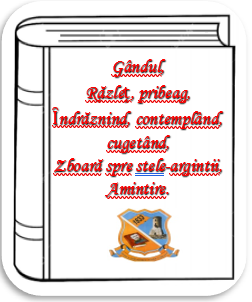 Gândul,
Răzleț, pribeag,
Îndrăznind, contemplând,
cugetând,
Zboară spre stele-argintii,
Amintire.